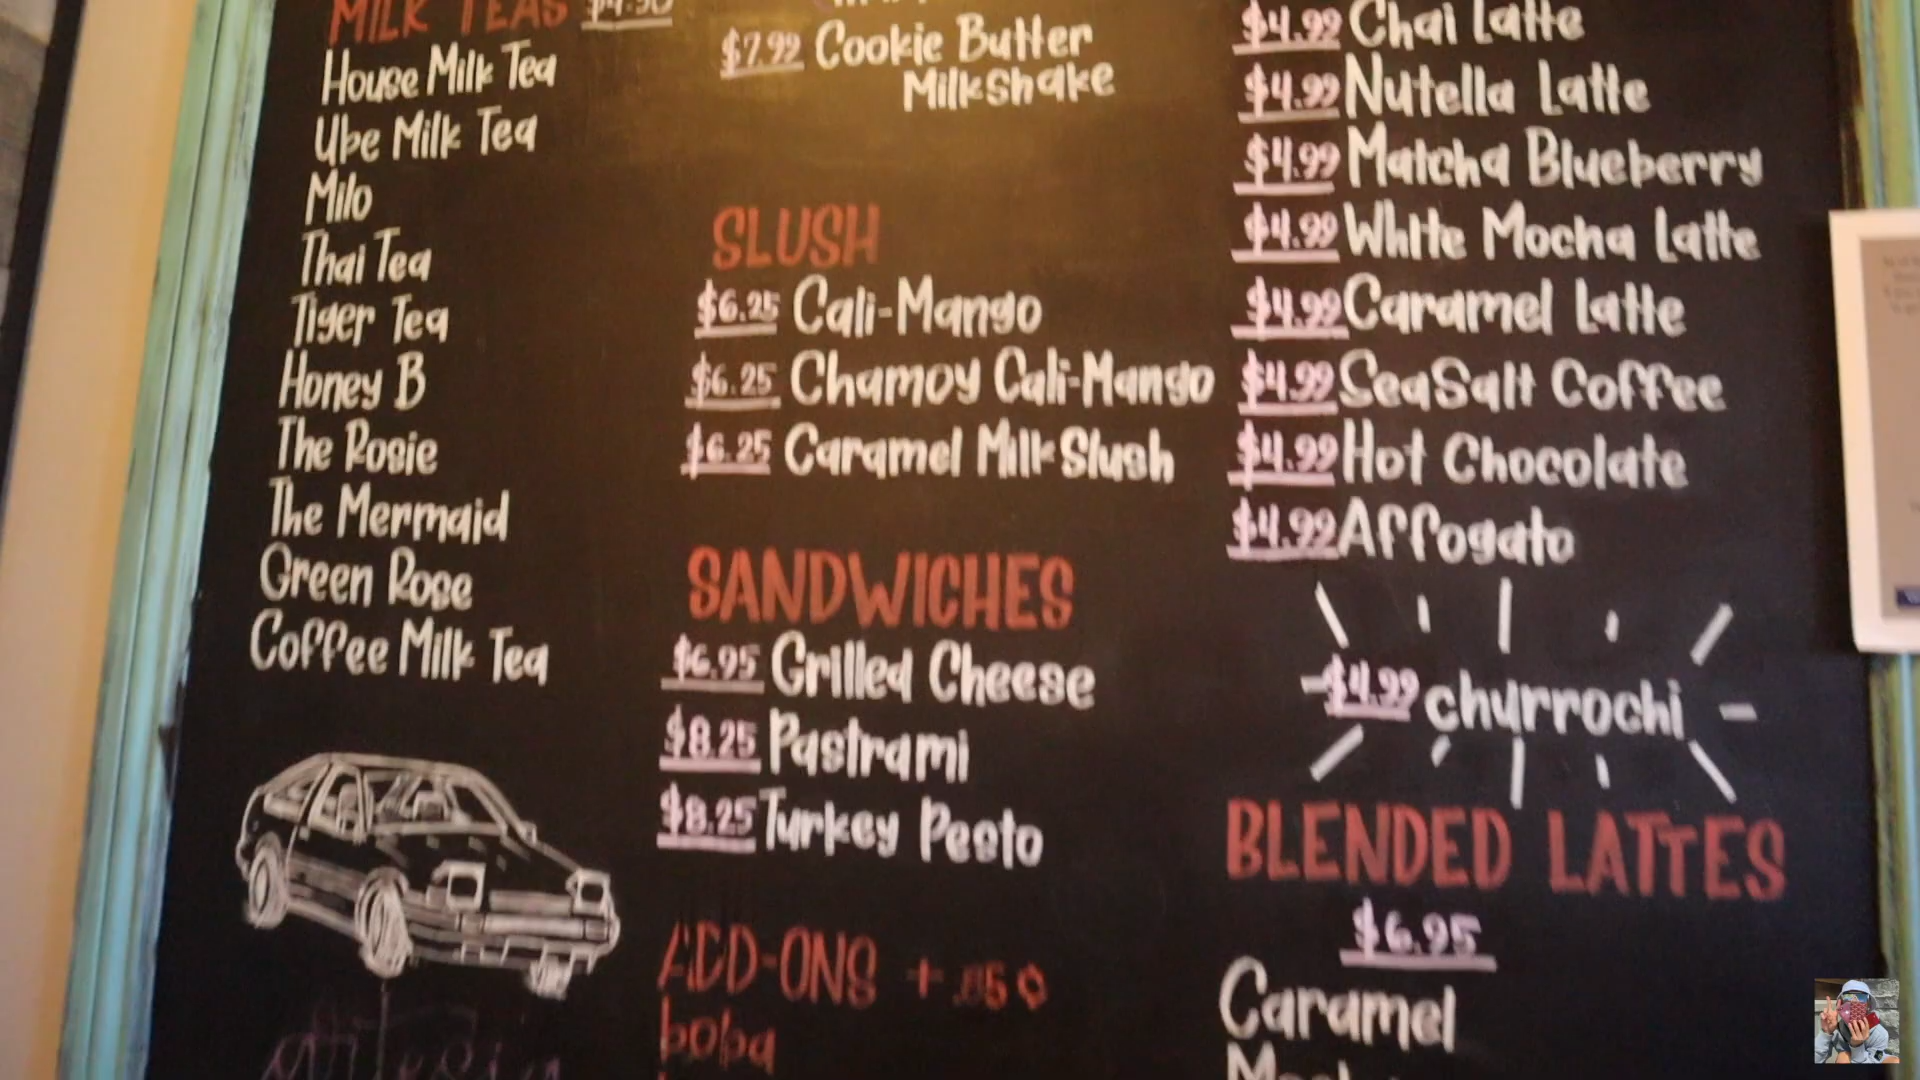 MILK TEAS $4.50
House Milk Tea
Ube Milk Tea
Milo
Thai Tea
Tiger Tea
Honey B
The Rosie
The Mermaid
Green Rose
Coffee Milk Tea
$7.99 Cookie Butter
Milkshake
SLUSH
$6.25 Cali-Mango
$6.25 Chamoy Cali-Mango
$6.25 Caramel Milk Slush
SANDWICHES
$6.95 Grilled Cheese
$8.25 Pastrami
$8.25 Turkey Pesto
ADD-ONS +
boba
$4.99 Chai Latte
$4.99 Nutella Latte
$4.99 Matcha Blueberry
$4.99 White Mocha Latte
$4.99 Caramel Latte
$4.99 SeaSalt Coffee
$4.99 Hot Chocolate
$4.99 Affogato
$4.99 churrochi
BLENDED LATTES
$6.95
Caramel